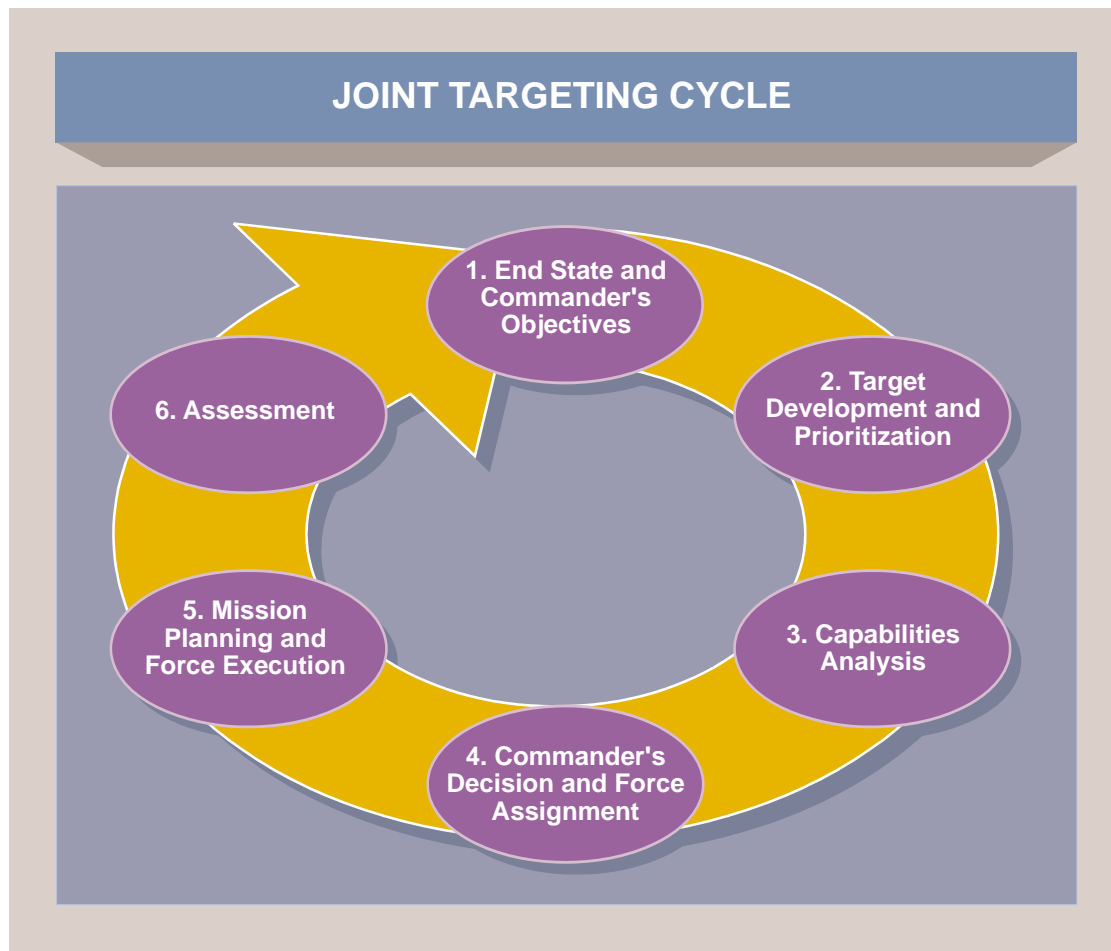 JOINT TARGETING CYCLE
1. End State and
Commander's
Objectives
2. Target
Development and
Prioritization
3. Capabilities
Analysis
4. Commander's
Decision and Force
Assignment
5. Mission
Planning and
Force Execution
6. Assessment